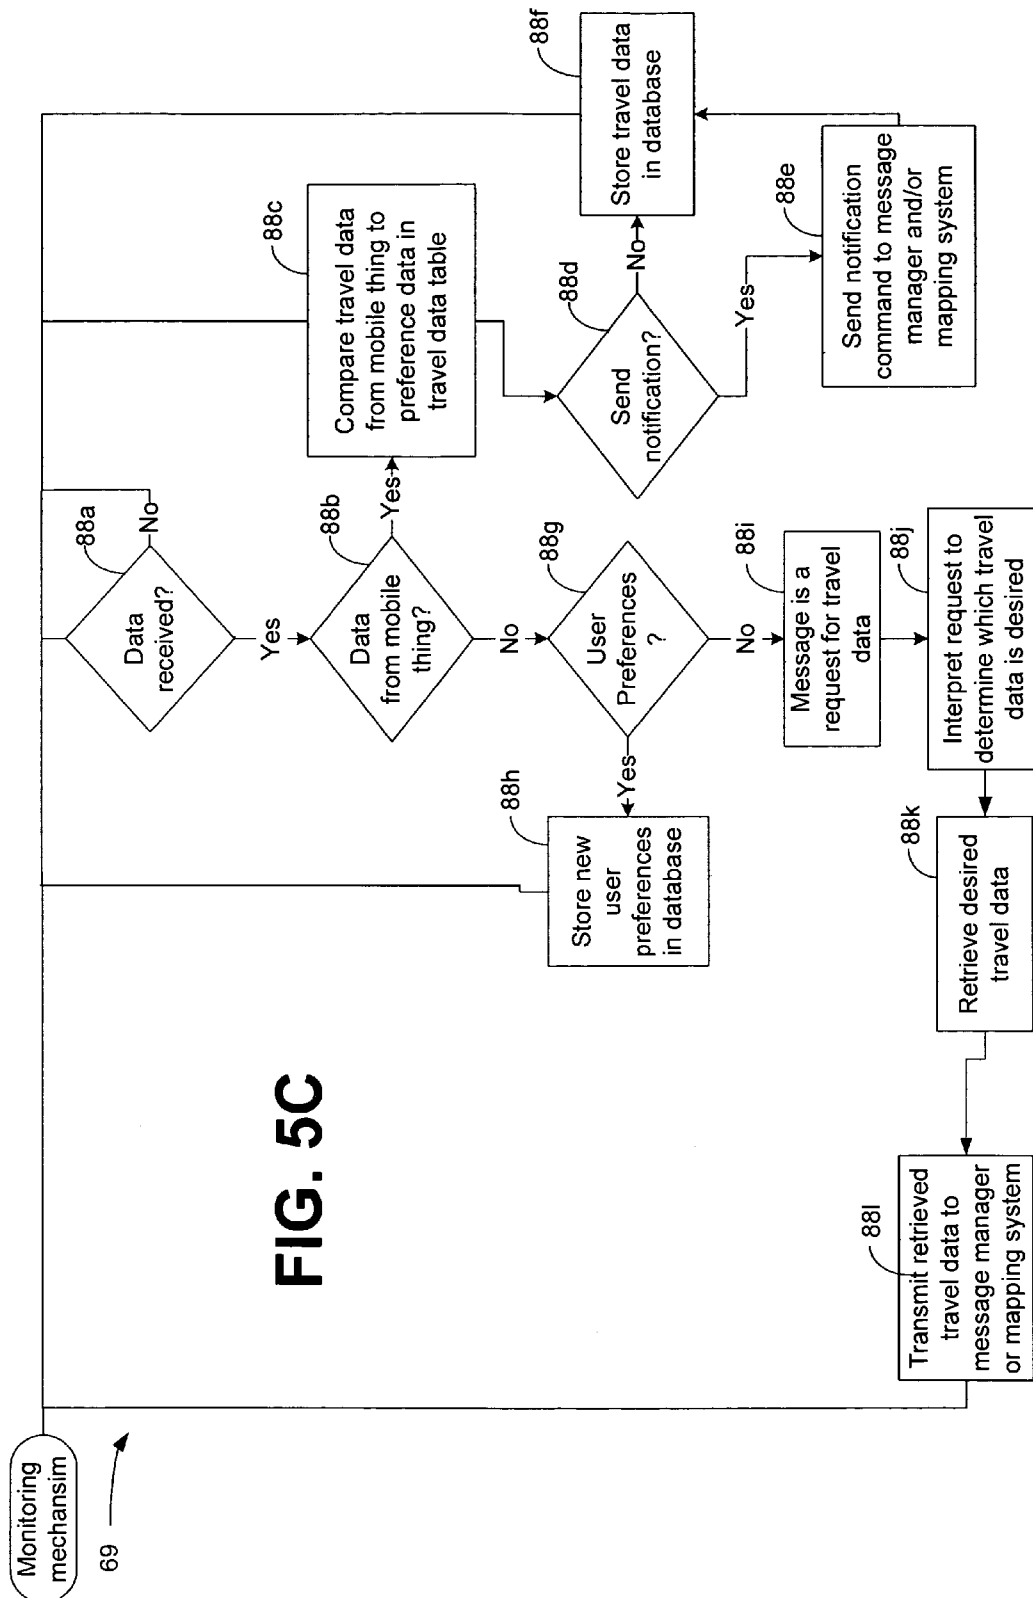 Monitoring
mechansim
69
FIG. 5C
88a
Data
received?
No
Yes
88b
Data
from mobile
thing?
Yes
No
88c
Compare travel data
from mobile thing to
preference data in
travel data table
88d
Send
notification?
No
Yes
88e
Send notification
command to message
manager and/or
mapping system
88f
Store travel data
in database
88g
User
Preferences
?
Yes
No
88h
Store new
user
preferences
in database
88i
Message is a
request for travel
data
88j
Interpret request to
determine which travel
data is desired
88k
Retrieve desired
travel data
88l
Transmit retrieved
travel data to
message manager
or mapping system